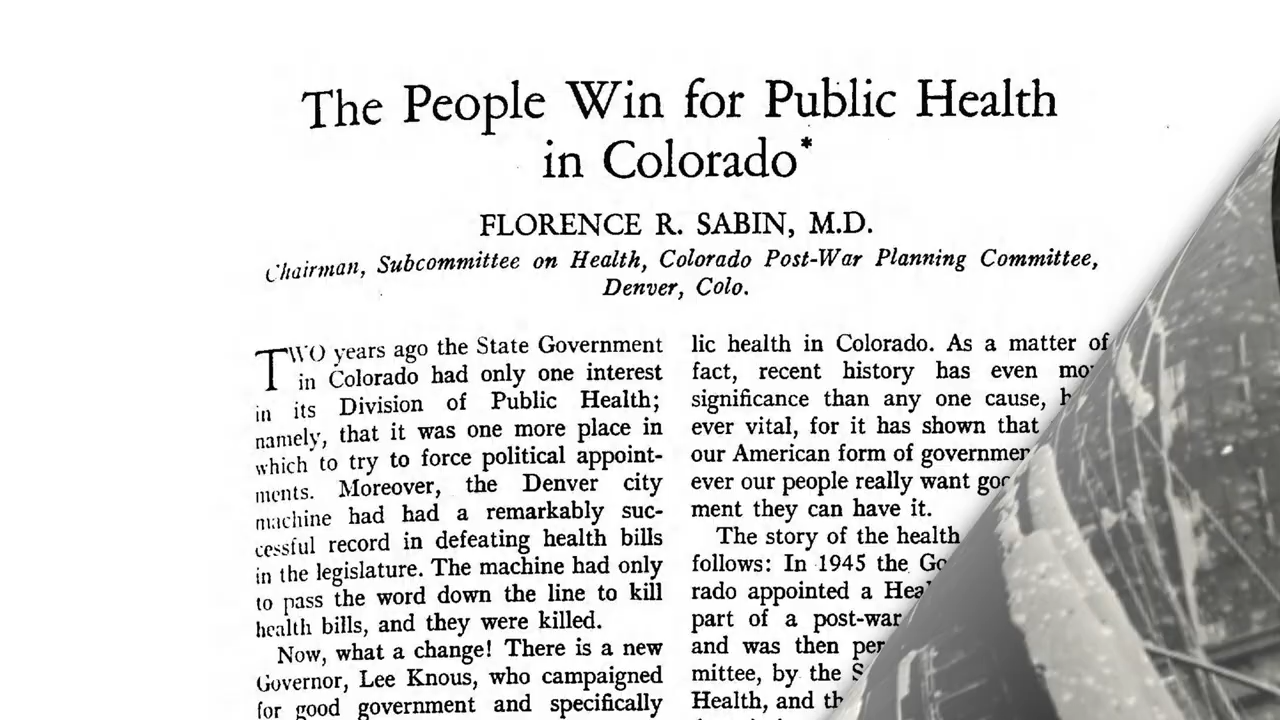 The People Win for Public Health
in Colorado*
FLORENCE R. SABIN, M.D.
Chairman, Subcommittee on Health, Colorado Post-War Planning Committee,
Denver, Colo.
TWO years ago the State Government
in Colorado had only one interest
in its Division of Public Health;
namely, that it was one more place in
which to try to force political appoint-
ments. Moreover, the Denver city
machine had had a remarkably suc-
cessful record in defeating health bills
in the legislature. The machine had only
to pass the word down the line to kill
health bills, and they were killed.
Now, what a change! There is a new
Governor, Lee Knous, who campaigned
for good government and specifically
lic health in Colorado. As a matter of
fact, recent history has even
significance than any one cause,
ever vital, for it has shown that
our American form of
ever our people really want
ment they can have it.
The story of the health
follows: In 1945 the
rado appointed a
part of a post-war
and was then
mittee, by the
Health, and